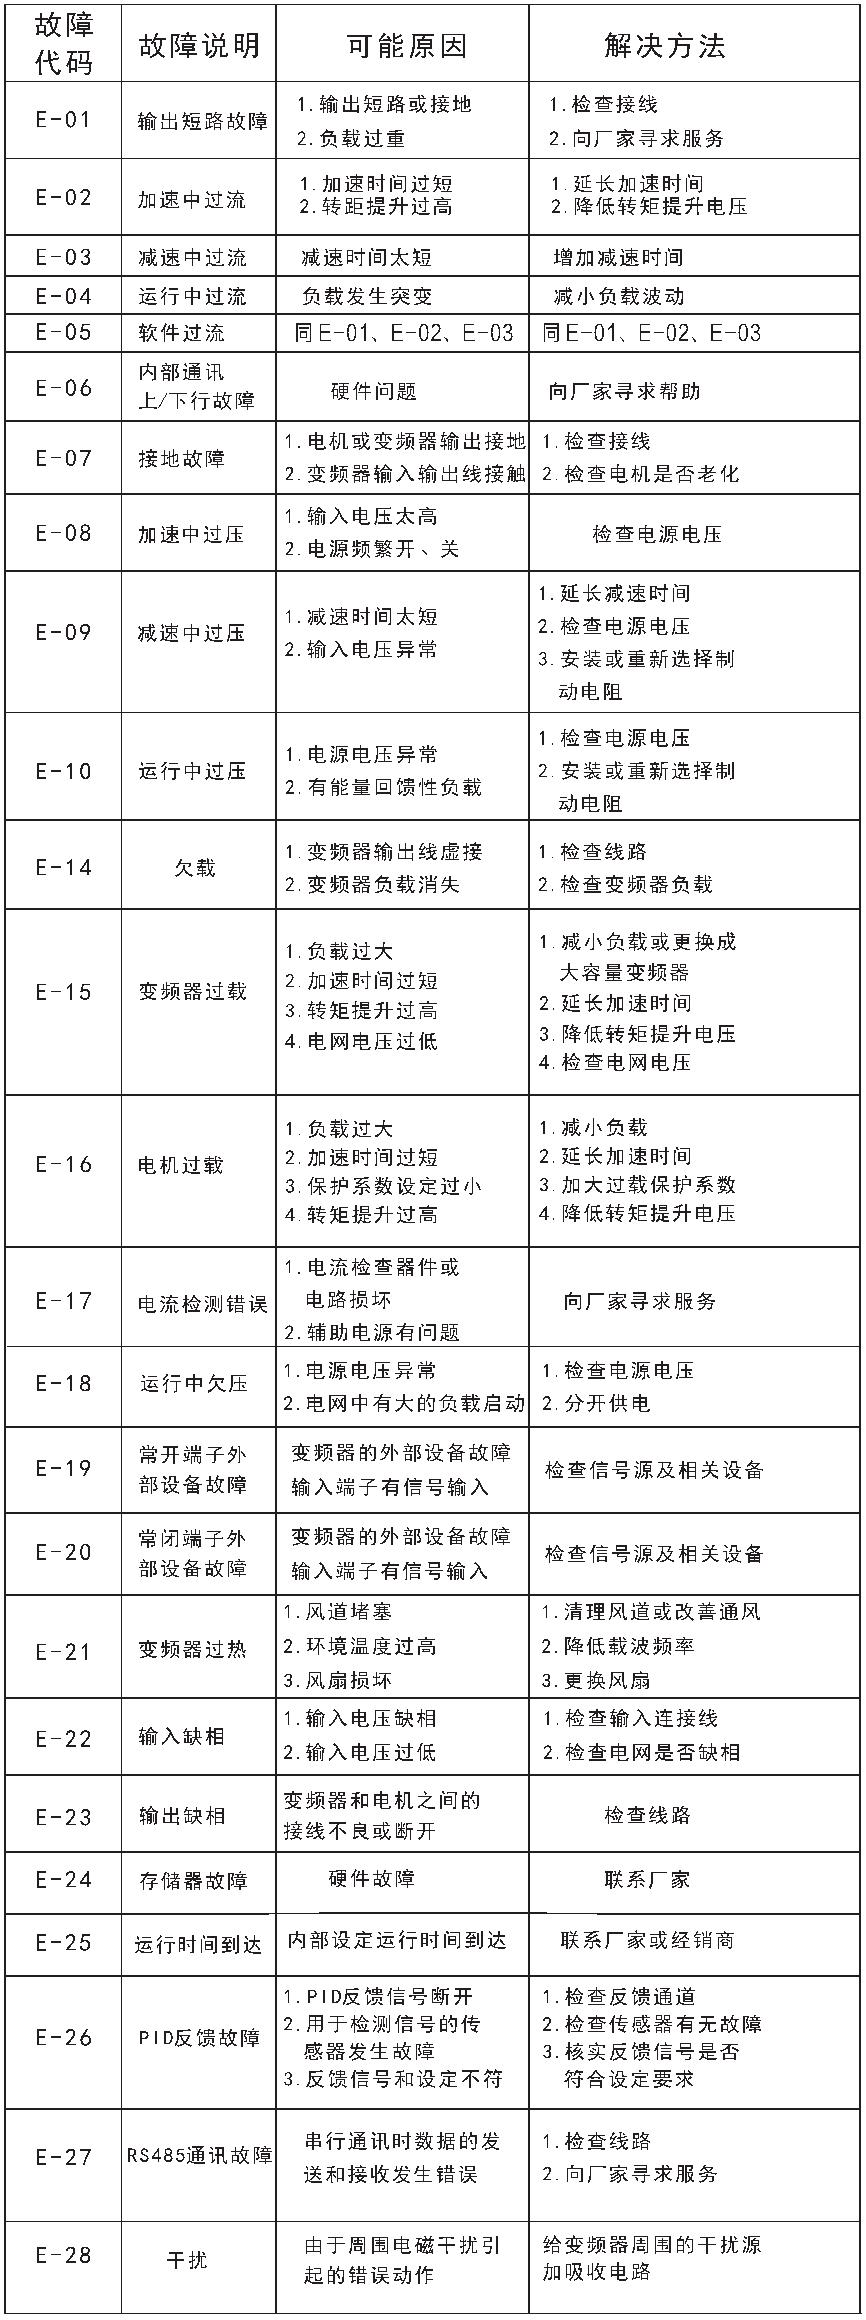 故障
代码
故障说明
可能原因
解决方法
E-01
输出短路故障
1.输出短路或接地
2.负载过重
1.检查接线
2.向厂家寻求服务
E-02
加速中过流
1.加速时间过短
2.转距提升过高
1.延长加速时间
2.降低转矩提升电压
E-03
减速中过流
减速时间太短
增加减速时间
E-04
运行中过流
负载发生突变
减小负载波动
E-05
软件过流
同E-01、E-02、E-03
同E-01、E-02、E-03
E-06
内部通讯
上/下行故障
硬件问题
向厂家寻求帮助
E-07
接地故障
1.电机或变频器输出接地
2.变频器输入输出线接触
1.检查接线
2.检查电机是否老化
E-08
加速中过压
1.输入电压太高
2.电源频繁开、关
检查电源电压
E-09
减速中过压
1.减速时间太短
2.输入电压异常
1.延长减速时间
2.检查电源电压
3.安装或重新选择制
动电阻
E-10
运行中过压
1.电源电压异常
2.有能量回馈性负载
1.检查电源电压
2.安装或重新选择制
动电阻
E-14
欠载
1.变频器输出线虚接
2.变频器负载消失
1.检查线路
2.检查变频器负载
E-15
变频器过载
1.负载过大
2.加速时间过短
3.转矩提升过高
4.电网电压过低
1.减小负载或更换成
大容量变频器
2.延长加速时间
3.降低转矩提升电压
4.检查电网电压
E-16
电机过载
1.负载过大
2.加速时间过短
3.保护系数设定过小
4.转矩提升过高
1.减小负载
2.延长加速时间
3.加大过载保护系数
4.降低转矩提升电压
E-17
电流检测错误
1.电流检查器件或
电路损坏
2.辅助电源有问题
向厂家寻求服务
E-18
运行中欠压
1.电源电压异常
2.电网中有大的负载启动
1.检查电源电压
2.分开供电
E-19
常开端子外
部设备故障
变频器的外部设备故障
输入端子有信号输入
检查信号源及相关设备
E-20
常闭端子外
部设备故障
变频器的外部设备故障
输入端子有信号输入
检查信号源及相关设备
E-21
变频器过热
1.风道堵塞
2.环境温度过高
3.风扇损坏
1.清理风道或改善通风
2.降低载波频率
3.更换风扇
E-22
输入缺相
1.输入电压缺相
2.输入电压过低
1.检查输入连接线
2.检查电网是否缺相
E-23
输出缺相
变频器和电机之间的
接线不良或断开
检查线路
E-24
存储器故障
硬件故障
联系厂家
E-25
运行时间到达
内部设定运行时间到达
联系厂家或经销商
E-26
PID反馈故障
1.PID反馈信号断开
2.用于检测信号的传
感器发生故障
3.反馈信号和设定不符
1.检查反馈通道
2.检查传感器有无故障
3.核实反馈信号是否
符合设定要求
E-27
RS485通讯故障
串行通讯时数据的发
送和接收发生错误
1.检查线路
2.向厂家寻求服务
E-28
干扰
由于周围电磁干扰引
起的错误动作
给变频器周围的干扰源
加吸收电路